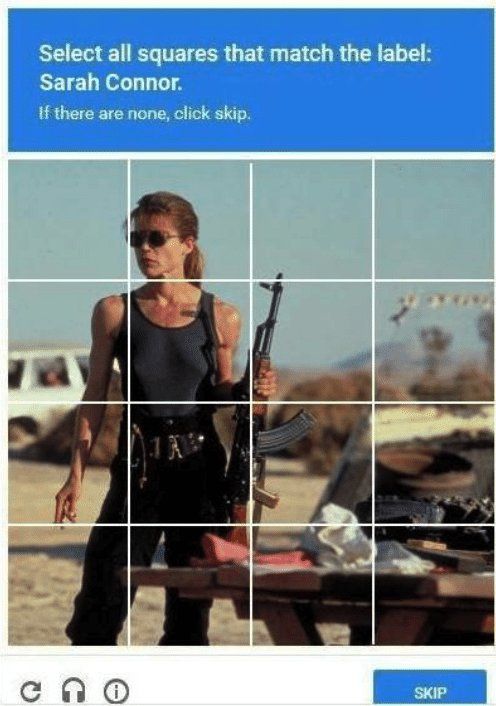 Select all squares that match the label:
Sarah Connor.
If there are none, click skip.
SKIP